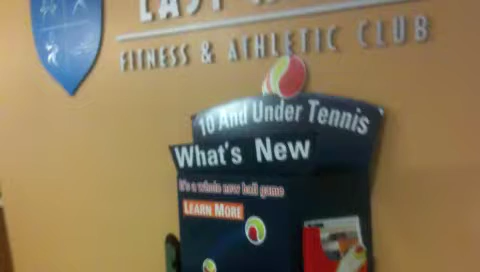 FITNESS & ATHLETIC CLUB
10 And Under Tennis
What's New
It's a whole new ball game
LEARN MORE